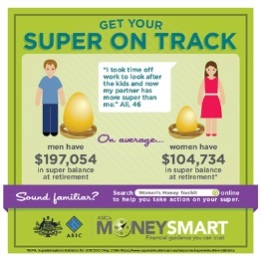 GET YOUR
SUPER ON TRACK
"I took time off
work to look after
the kids and now
my partner has
more super than
me." Ali, 46
On average...
men have
$197,054
in super balance
at retirement*
women have
$104,734
in super balance
at retirement*
Sound familiar?
Search Women's Money Toolkit online
to help you take action on your super.
ASIC
ASIC's
MONEYSMART
Financial guidance you can trust